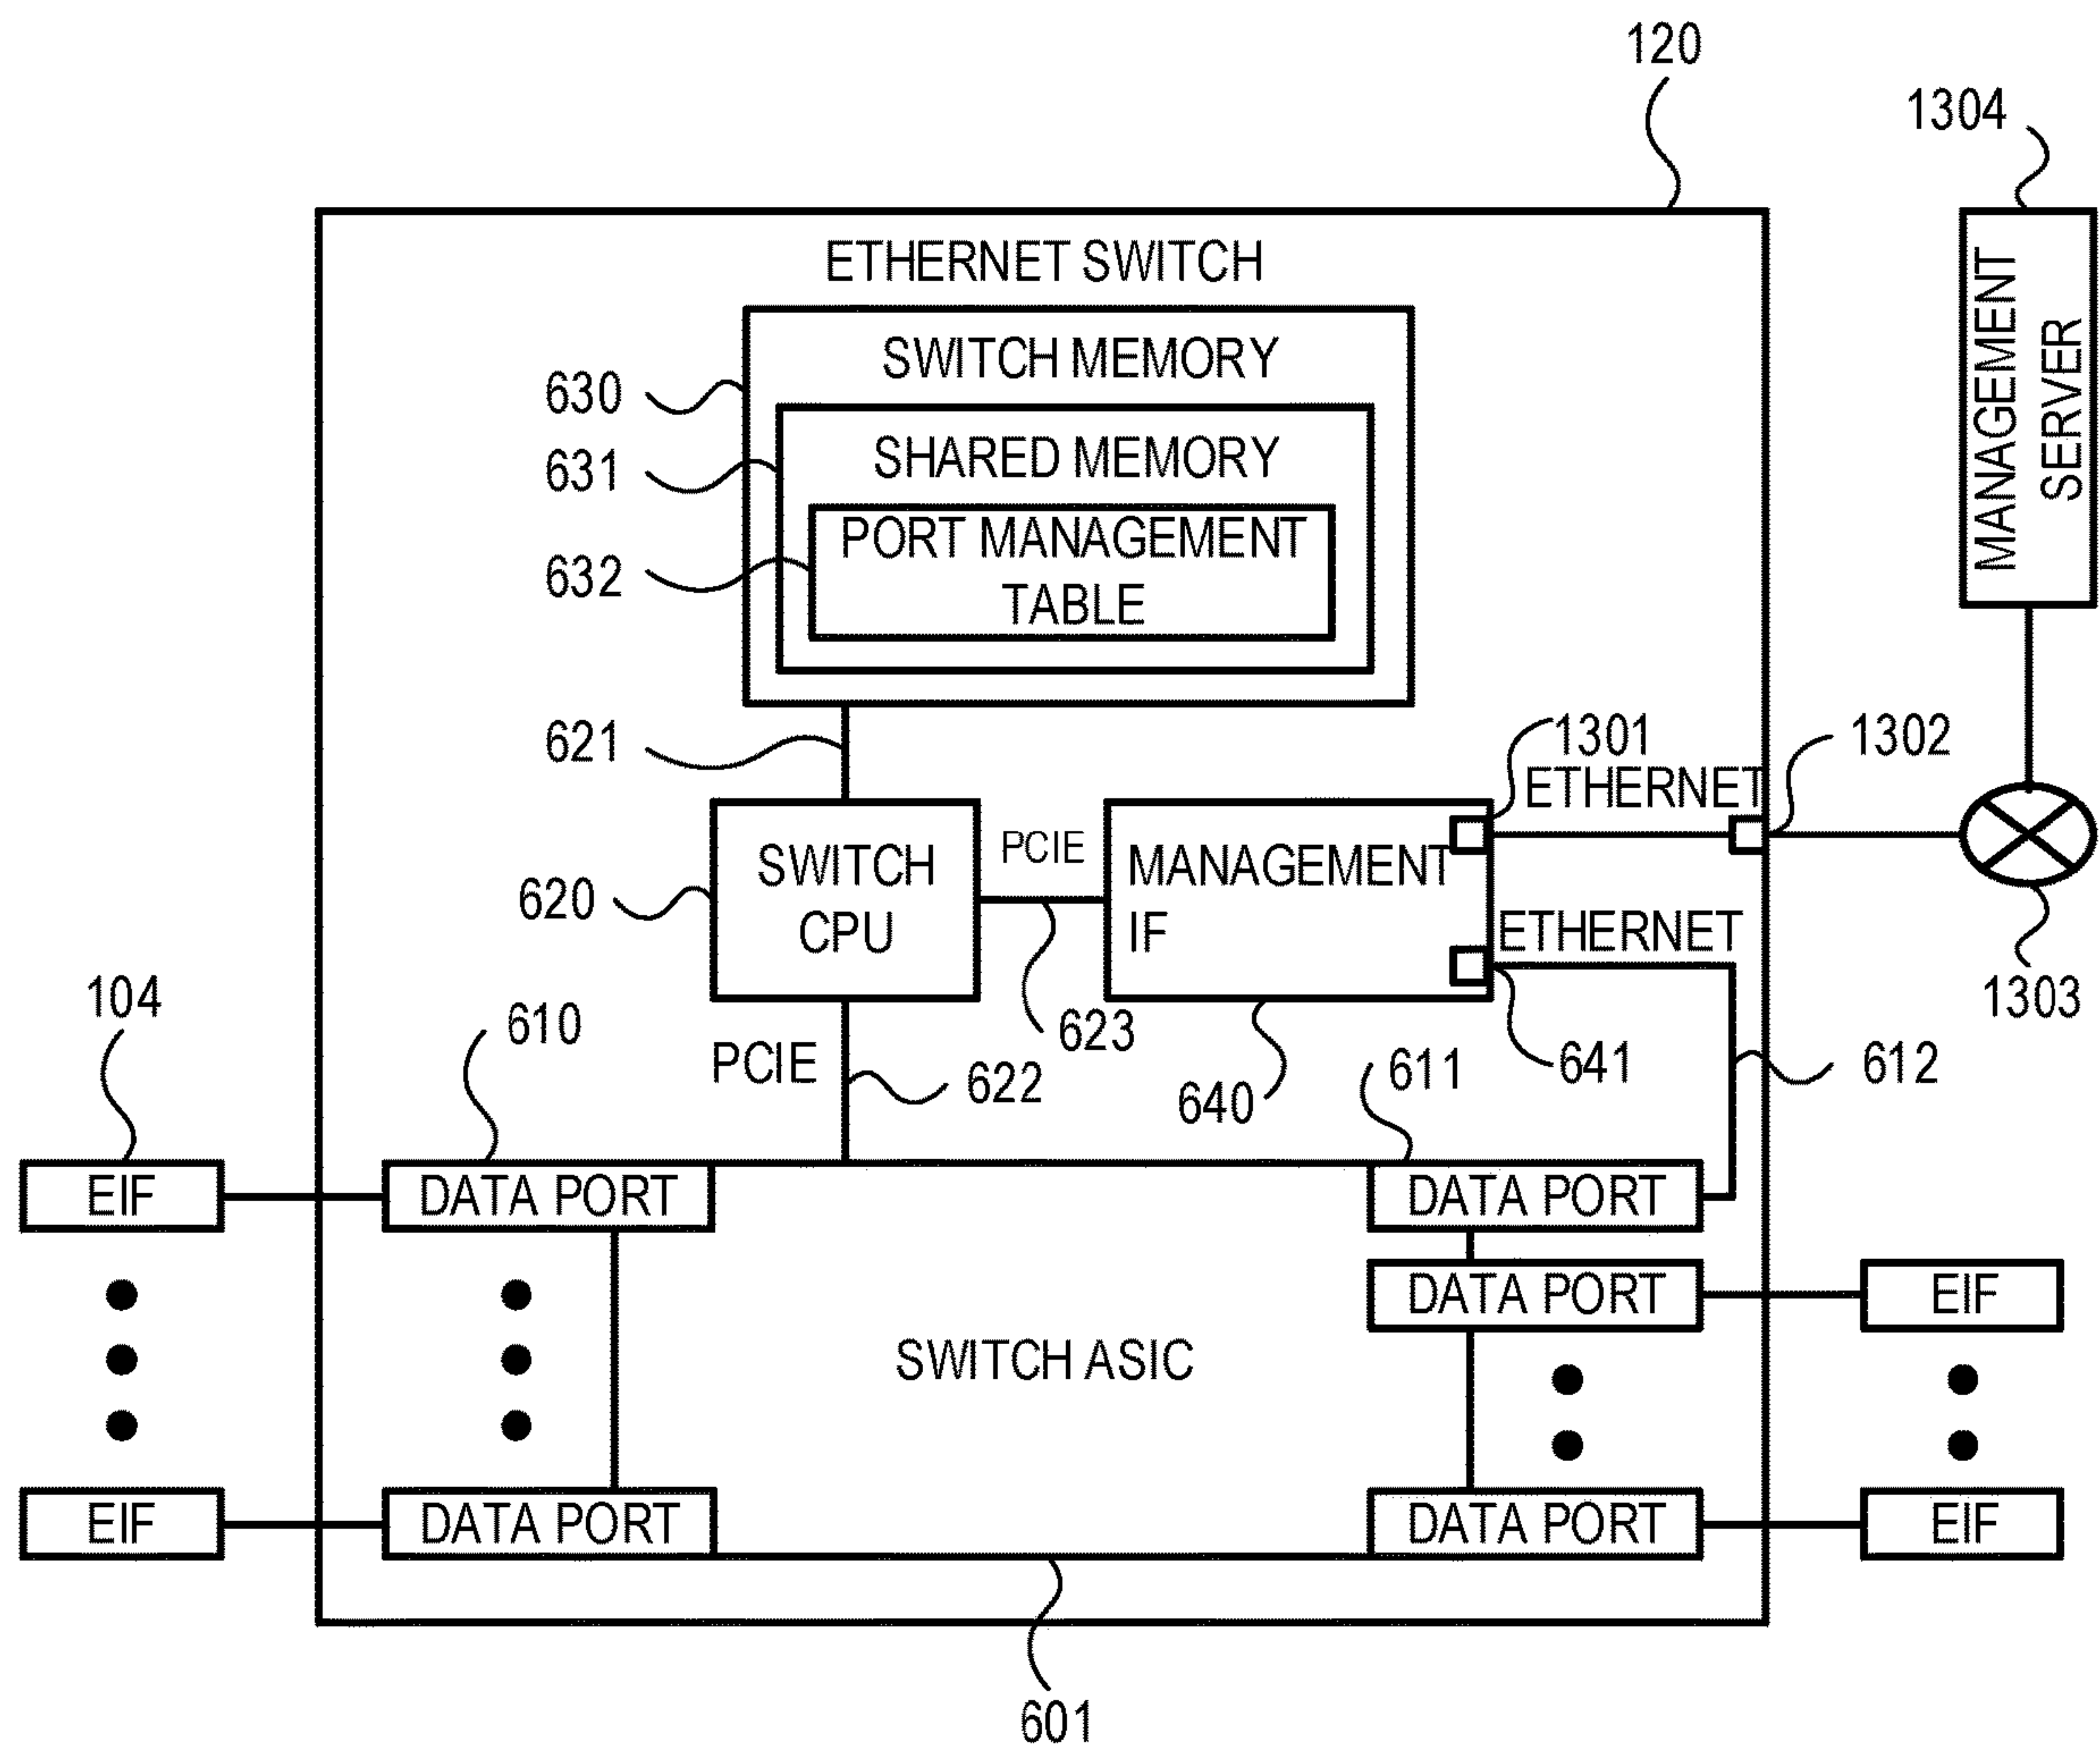 120
1304
ETHERNET SWITCH
MANAGEMENT
SERVER
SWITCH MEMORY
630
SHARED MEMORY
631
PORT MANAGEMENT
TABLE
632
621
1301
1302
ETHERNET
PCIE
SWITCH
CPU
MANAGEMENT
IF
620
ETHERNET
104
610
623
1303
PCIE
622
640
611
641
612
EIF
DATA PORT
DATA PORT
DATA PORT
EIF
SWITCH ASIC
EIF
DATA PORT
DATA PORT
EIF
601